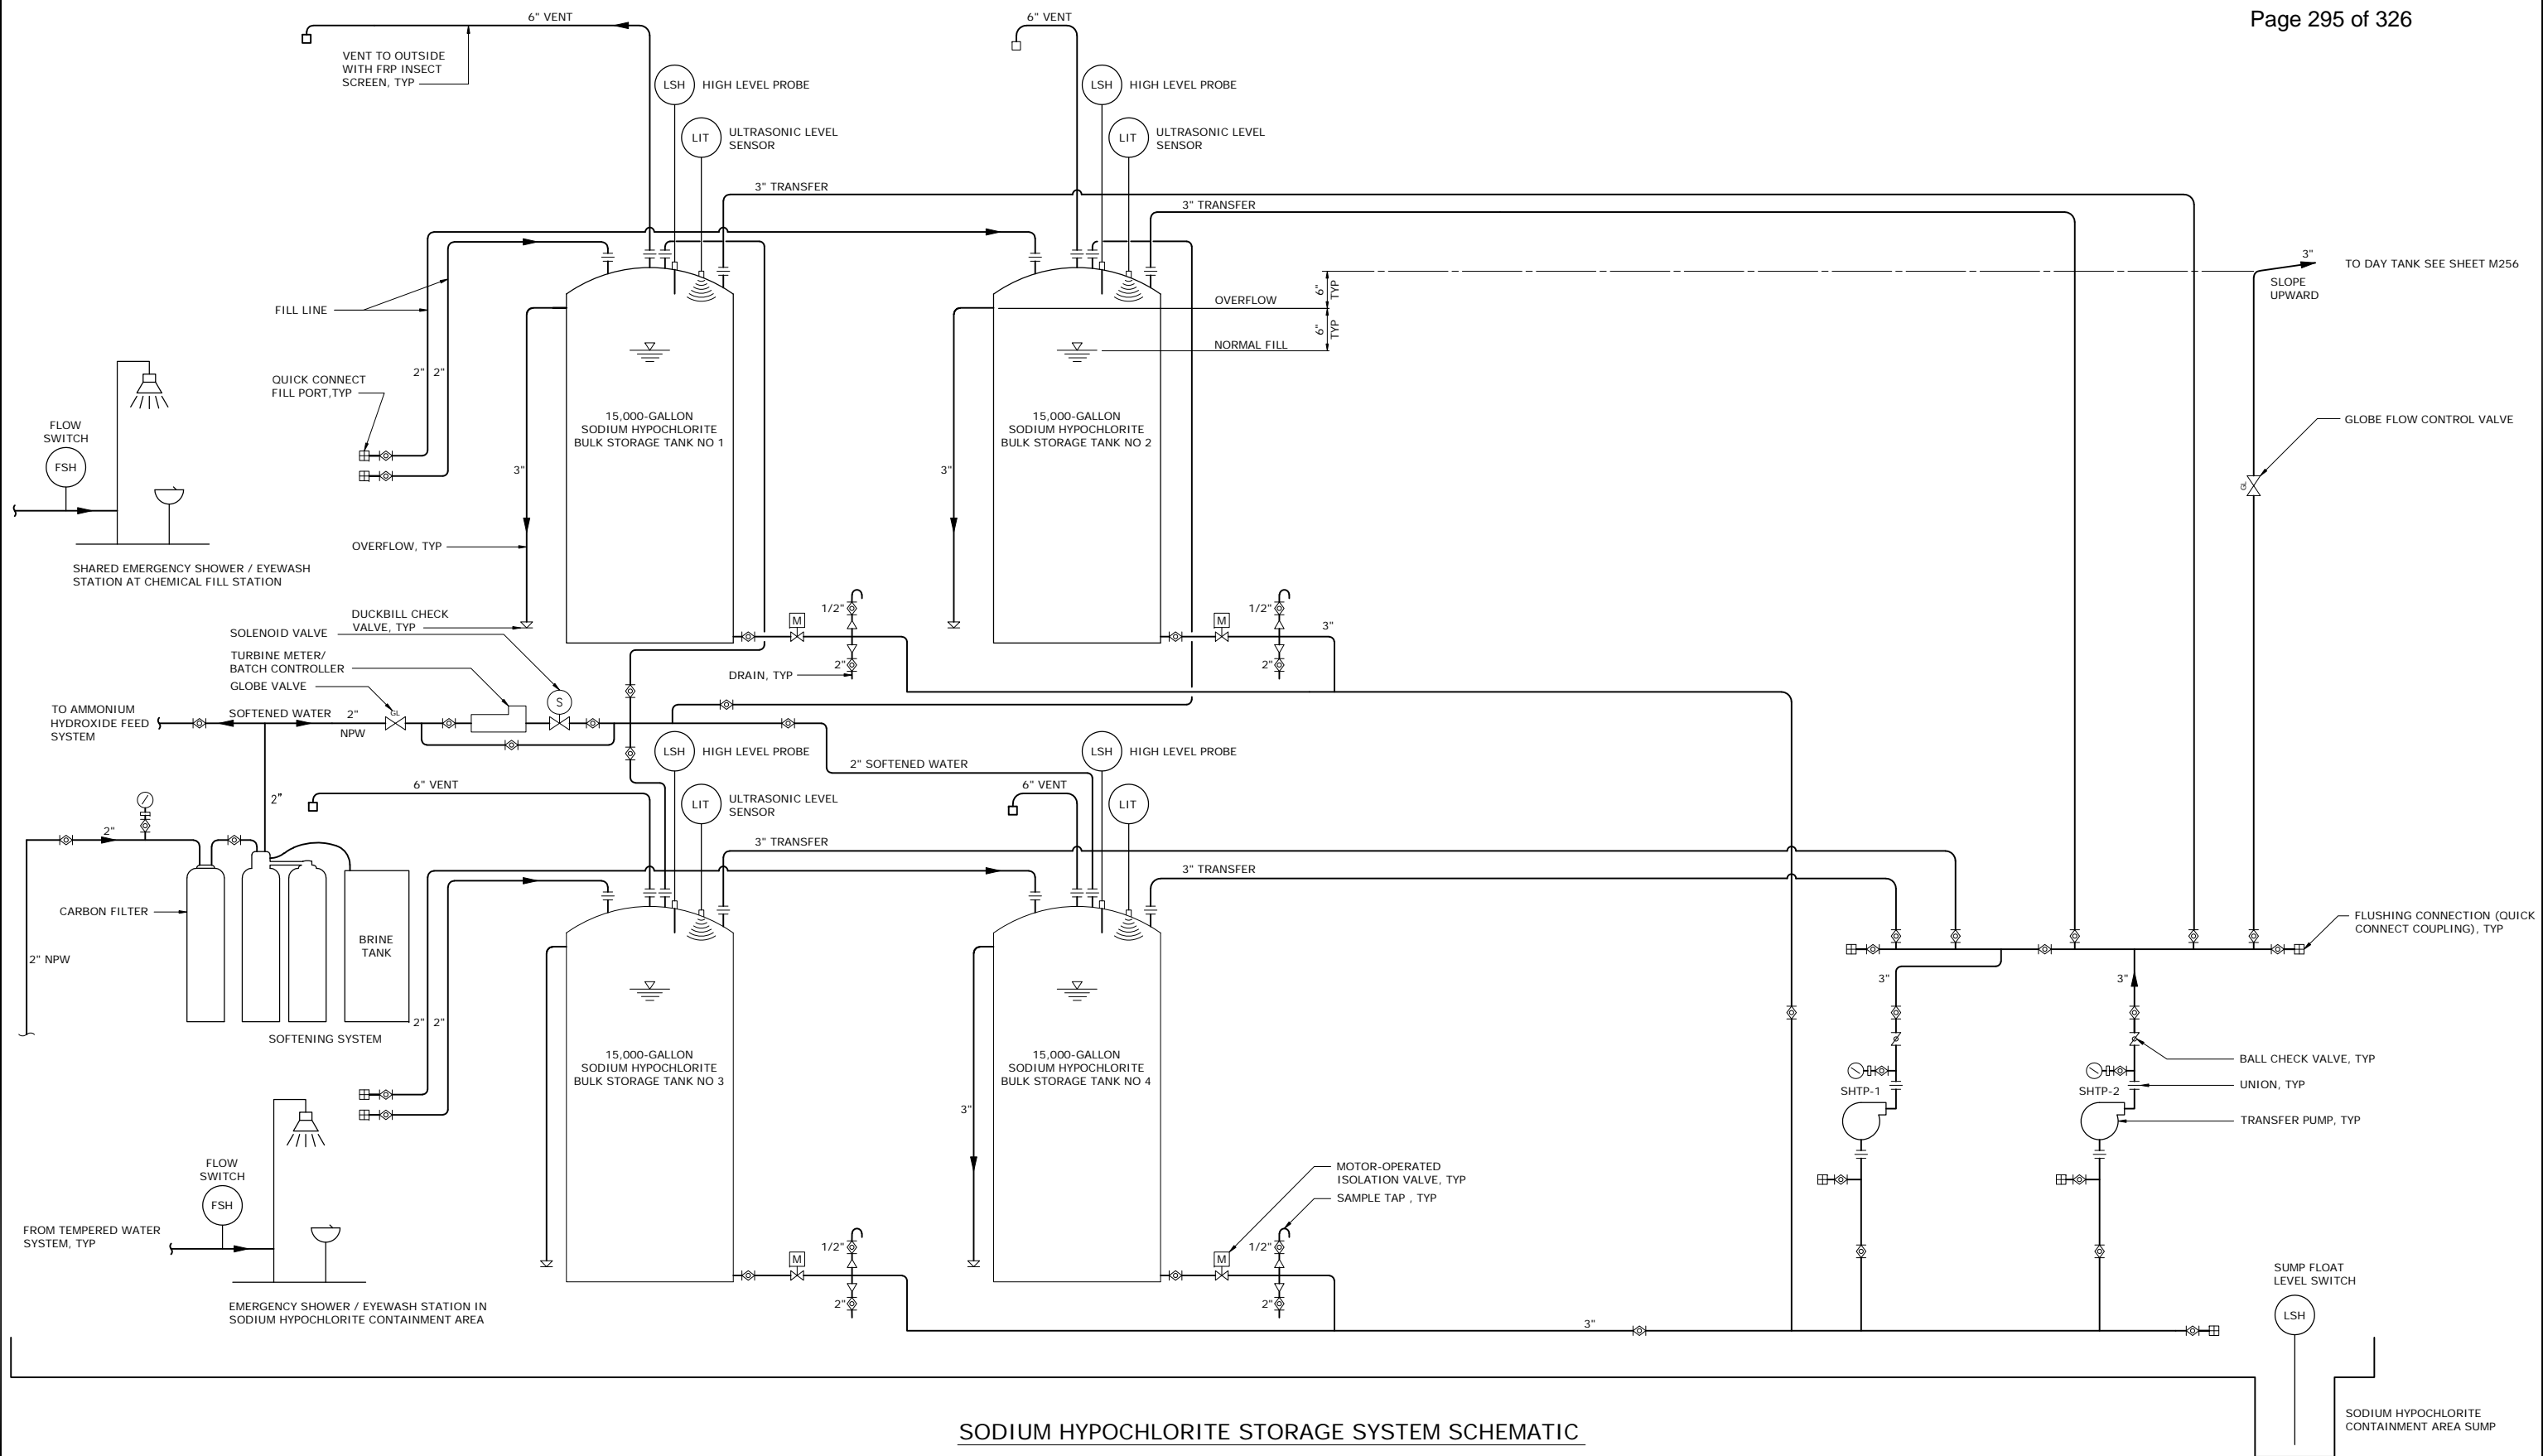 Page 295 of 326
6" VENT
6" VENT
VENT TO OUTSIDE
WITH FRP INSECT
SCREEN, TYP
LSH
HIGH LEVEL PROBE
LSH
HIGH LEVEL PROBE
LIT
ULTRASONIC LEVEL
SENSOR
LIT
ULTRASONIC LEVEL
SENSOR
3" TRANSFER
3" TRANSFER
3"
TO DAY TANK SEE SHEET M256
SLOPE
UPWARD
FILL LINE
OVERFLOW
6"
TYP
6"
TYP
NORMAL FILL
QUICK CONNECT
FILL PORT,TYP
2"
2"
15,000-GALLON
SODIUM HYPOCHLORITE
BULK STORAGE TANK NO 1
15,000-GALLON
SODIUM HYPOCHLORITE
BULK STORAGE TANK NO 2
GLOBE FLOW CONTROL VALVE
FLOW
SWITCH
FSH
3"
3"
GL
OVERFLOW, TYP
SHARED EMERGENCY SHOWER / EYEWASH
STATION AT CHEMICAL FILL STATION
DUCKBILL CHECK
VALVE, TYP
1/2"
M
1/2"
M
3"
SOLENOID VALVE
TURBINE METER/
BATCH CONTROLLER
2"
2"
DRAIN, TYP
GLOBE VALVE
S
TO AMMONIUM
HYDROXIDE FEED
SYSTEM
SOFTENED WATER
2"
NPW
GL
LSH
HIGH LEVEL PROBE
LSH
HIGH LEVEL PROBE
2" SOFTENED WATER
6" VENT
6" VENT
2"
LIT
ULTRASONIC LEVEL
SENSOR
LIT
2"
3" TRANSFER
3" TRANSFER
CARBON FILTER
BRINE
TANK
FLUSHING CONNECTION (QUICK
CONNECT COUPLING), TYP
2" NPW
3"
3"
SOFTENING SYSTEM
2"
2"
15,000-GALLON
SODIUM HYPOCHLORITE
BULK STORAGE TANK NO 3
15,000-GALLON
SODIUM HYPOCHLORITE
BULK STORAGE TANK NO 4
BALL CHECK VALVE, TYP
SHTP-1
SHTP-2
UNION, TYP
3"
TRANSFER PUMP, TYP
FLOW
SWITCH
FSH
MOTOR-OPERATED
ISOLATION VALVE, TYP
SAMPLE TAP , TYP
FROM TEMPERED WATER
SYSTEM, TYP
1/2"
M
1/2"
M
2"
2"
SUMP FLOAT
LEVEL SWITCH
LSH
EMERGENCY SHOWER / EYEWASH STATION IN
SODIUM HYPOCHLORITE CONTAINMENT AREA
3"
SODIUM HYPOCHLORITE
CONTAINMENT AREA SUMP
SODIUM HYPOCHLORITE STORAGE SYSTEM SCHEMATIC